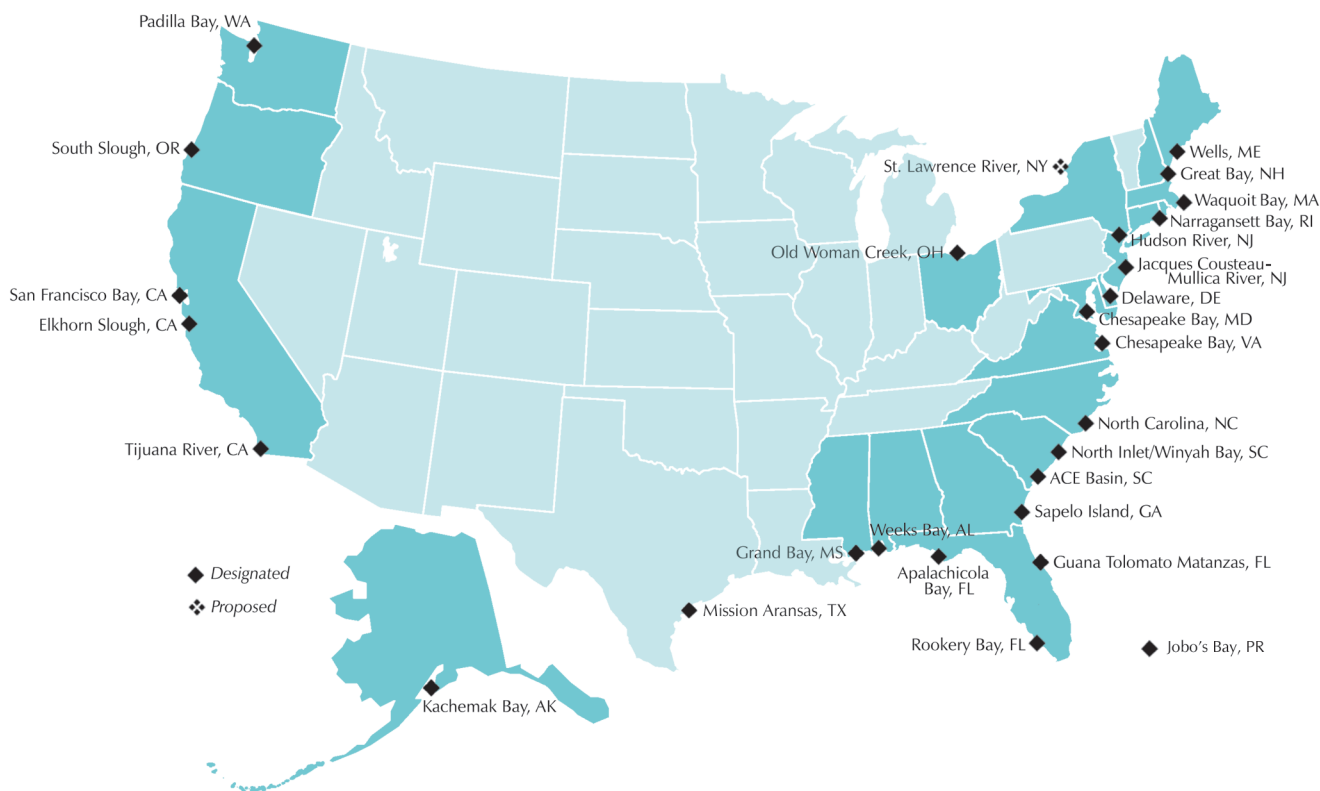 Padilla Bay, WA
South Slough, OR
St. Lawrence River, NY
Wells, ME
Great Bay, NH
Waquoit Bay, MA
Narragansett Bay, RI
Hudson River, NJ
Old Woman Creek, OH
Jacques Cousteau-
Mullica River, NJ
Delaware, DE
San Francisco Bay, CA
Chesapeake Bay, MD
Elkhorn Slough, CA
Chesapeake Bay, VA
Tijuana River, CA
North Carolina, NC
North Inlet/Winyah Bay, SC
ACE Basin, SC
Sapelo Island, GA
Weeks Bay, AL
Grand Bay, MS
Apalachicola
Bay, FL
Guana Tolomato Matanzas, FL
Designated
Proposed
Mission Aransas, TX
Rookery Bay, FL
Jobo's Bay, PR
Kachemak Bay, AK